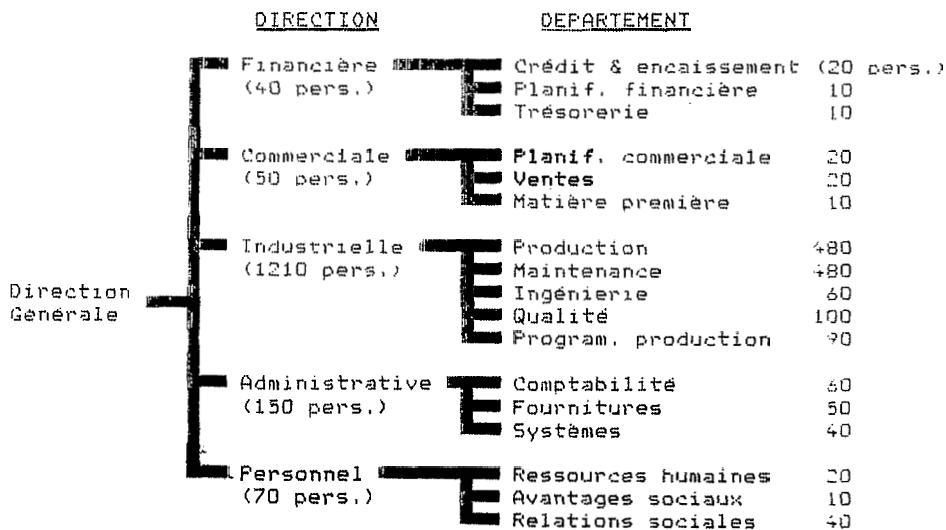 DIRECTION DEPARTEMENT
Financière Crédit & encaissement (20 pers.)
(40 pers.) Planif. financière 10
Trésorerie 10
Commerciale Planif. commerciale 20
(50 pers.) Ventes 20
Matière première 10
Industrielle Production 480
(1210 pers.) Maintenance 480
Direction Ingénierie 60
Générale Qualité 100
Program. production 90
Administrative Comptabilité 60
(150 pers.) Fournitures 50
Systèmes 40
Personnel Ressources humaines 20
(70 pers.) Avantages sociaux 10
Relations sociales 40